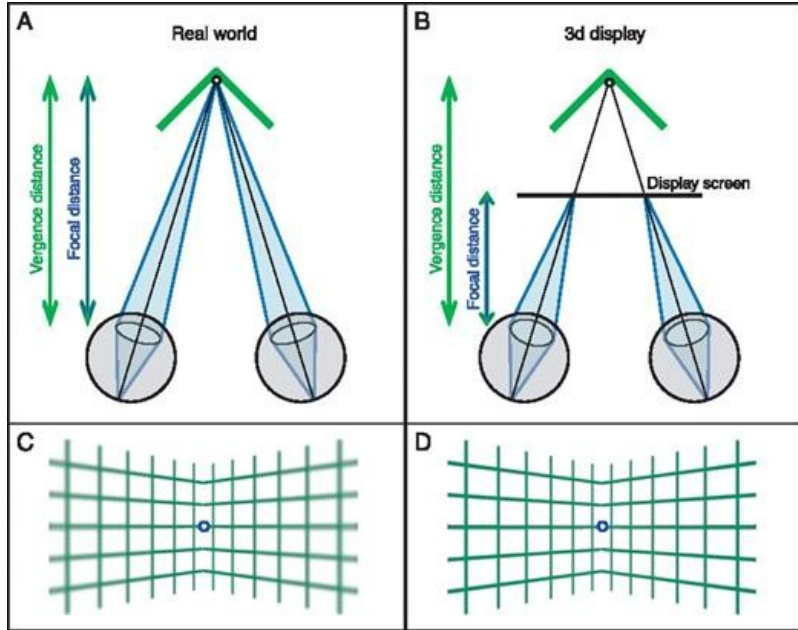 A
Real world
Vergence distance
Focal distance
B
3d display
Vergence distance
Focal distance
Display screen
C
D